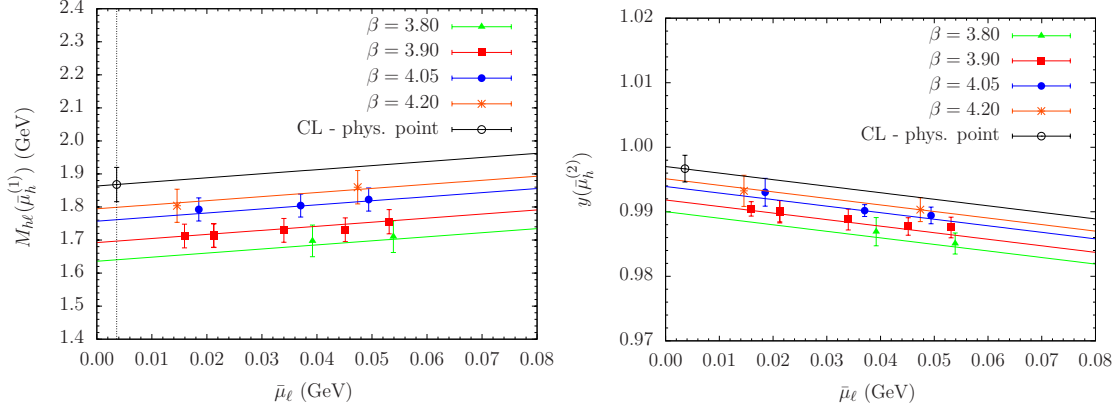 2.4
2.3
2.2
2.1
2.0
1.9
1.8
1.7
1.6
1.5
1.4
M_{hℓ}(μ̄_h^{(1)}) (GeV)
β = 3.80
β = 3.90
β = 4.05
β = 4.20
CL - phys. point
0.00 0.01 0.02 0.03 0.04 0.05 0.06 0.07 0.08
μ̄_ℓ (GeV)
1.02
1.01
1.00
0.99
0.98
0.97
y(μ̄_h^{(2)})
β = 3.80
β = 3.90
β = 4.05
β = 4.20
CL - phys. point
0.00 0.01 0.02 0.03 0.04 0.05 0.06 0.07 0.08
μ̄_ℓ (GeV)